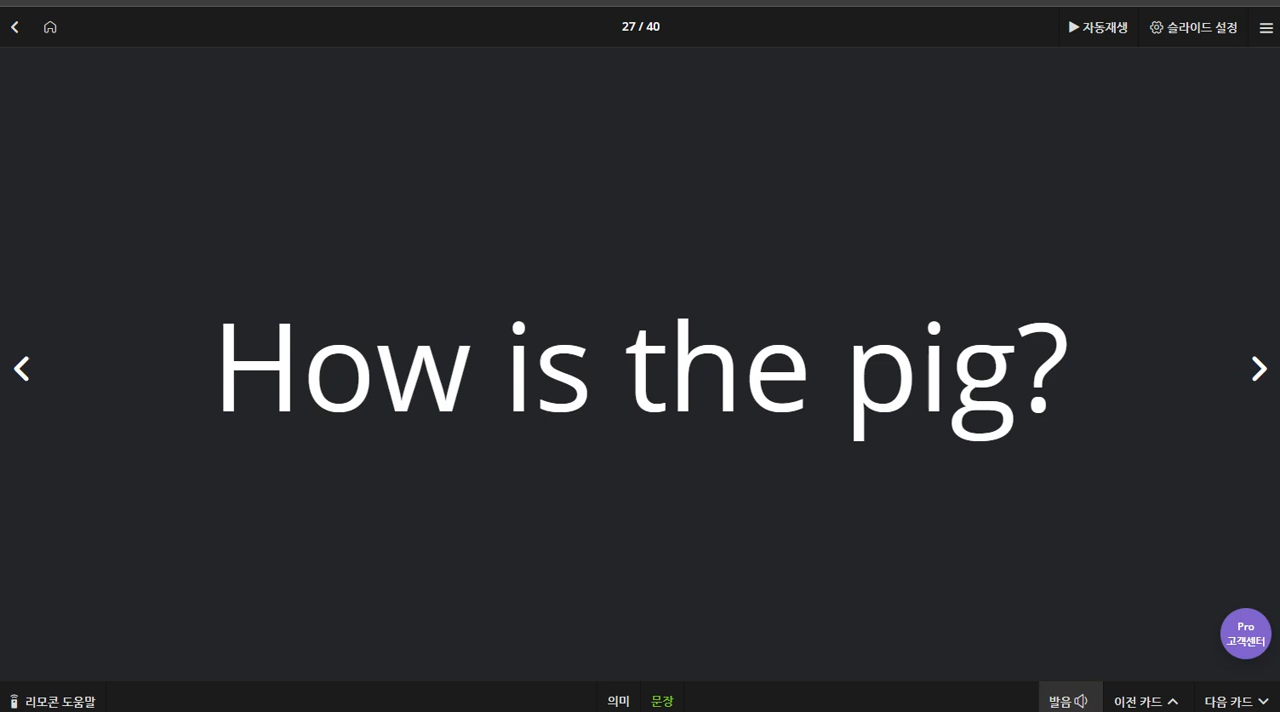 27 / 40
자동재생
슬라이드 설정
How is the pig?
Pro
고객센터
리모콘 도움말
의미
문장
발음
이전 카드
다음 카드